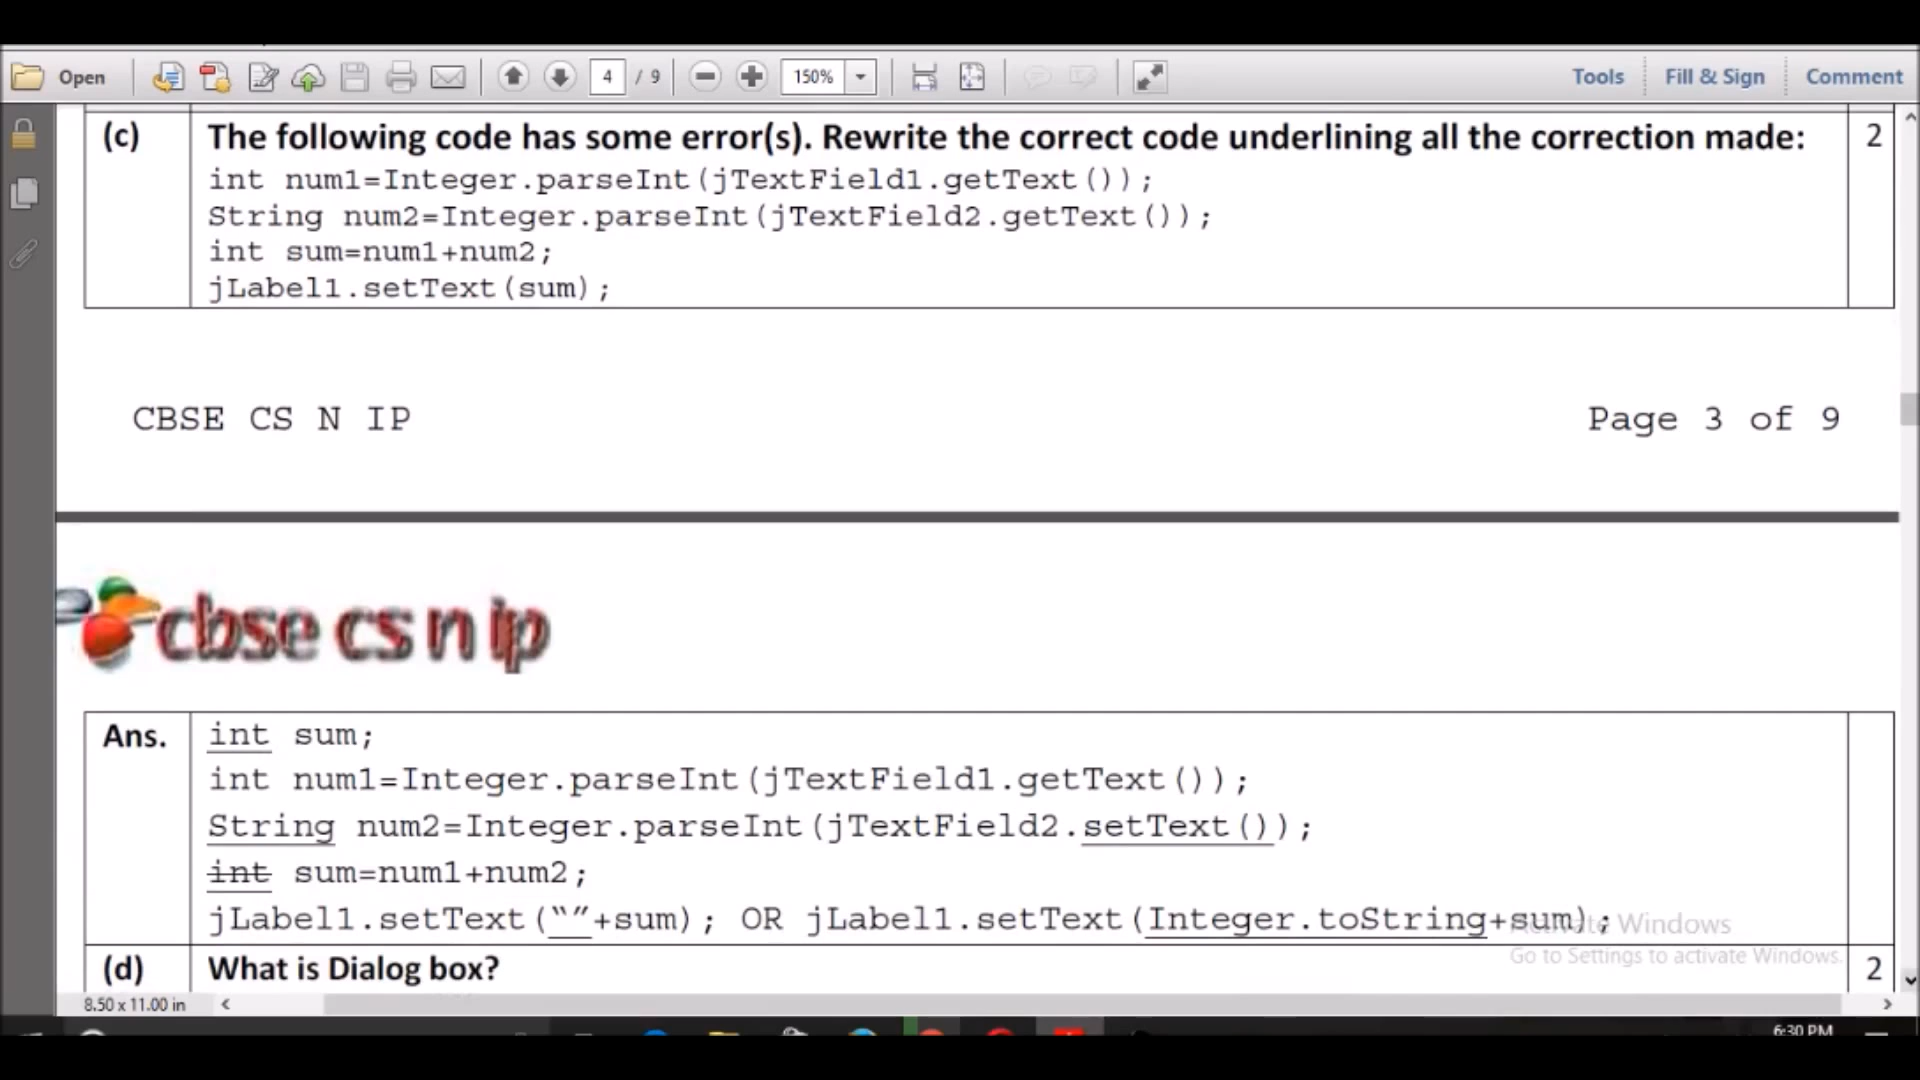 Open 4 / 9 150% Tools Fill & Sign Comment
(c) The following code has some error(s). Rewrite the correct code underlining all the correction made: 2
int num1=Integer.parseInt(jTextField1.getText());
String num2=Integer.parseInt(jTextField2.getText());
int sum=num1+num2;
jLabel1.setText(sum);
CBSE CS N IP Page 3 of 9
cbse cs n ip
Ans. int sum;
int num1=Integer.parseInt(jTextField1.getText());
String num2=Integer.parseInt(jTextField2.setText());
int sum=num1+num2;
jLabel1.setText(“”+sum); OR jLabel1.setText(Integer.toString+sum);
Activate Windows
Go to Settings to activate Windows.
(d) What is Dialog box? 2
8.50 x 11.00 in
6:30 PM